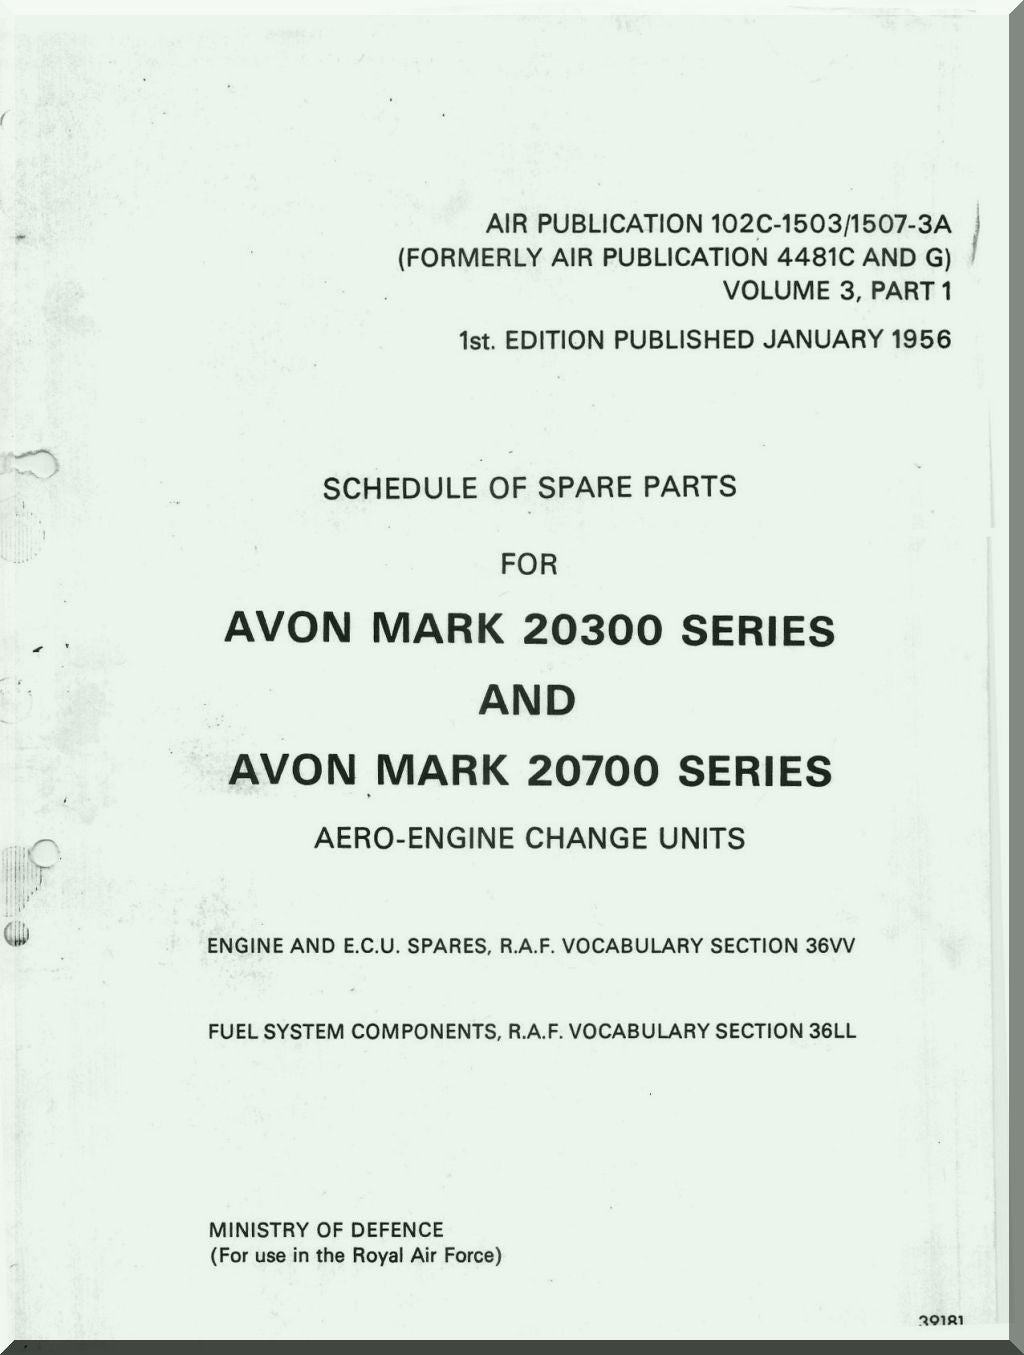 AIR PUBLICATION 102C-1503/1507-3A
(FORMERLY AIR PUBLICATION 4481C AND G)
VOLUME 3, PART 1
1st. EDITION PUBLISHED JANUARY 1956
SCHEDULE OF SPARE PARTS
FOR
AVON MARK 20300 SERIES
AND
AVON MARK 20700 SERIES
AERO-ENGINE CHANGE UNITS
ENGINE AND E.C.U. SPARES, R.A.F. VOCABULARY SECTION 36VV
FUEL SYSTEM COMPONENTS, R.A.F. VOCABULARY SECTION 36LL
MINISTRY OF DEFENCE
(For use in the Royal Air Force)
39181